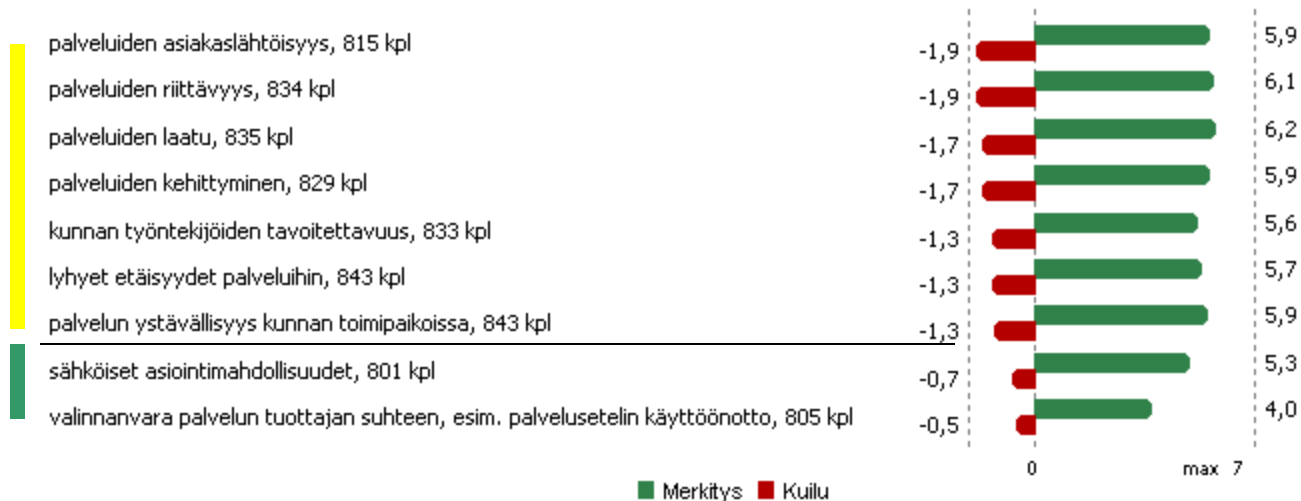 palveluiden asiakaslähtöisyys, 815 kpl -1,9 5,9
palveluiden riittävyys, 834 kpl -1,9 6,1
palveluiden laatu, 835 kpl -1,7 6,2
palveluiden kehittyminen, 829 kpl -1,7 5,9
kunnan työntekijöiden tavoitettavuus, 833 kpl -1,3 5,6
lyhyet etäisyydet palveluihin, 843 kpl -1,3 5,7
palvelun ystävällisyys kunnan toimipaikoissa, 843 kpl -1,3 5,9
sähköiset asiointimahdollisuudet, 801 kpl -0,7 5,3
valinnanvara palvelun tuottajan suhteen, esim. palvelusetelin käyttöönotto, 805 kpl -0,5 4,0
0 max 7
Merkitys Kuilu